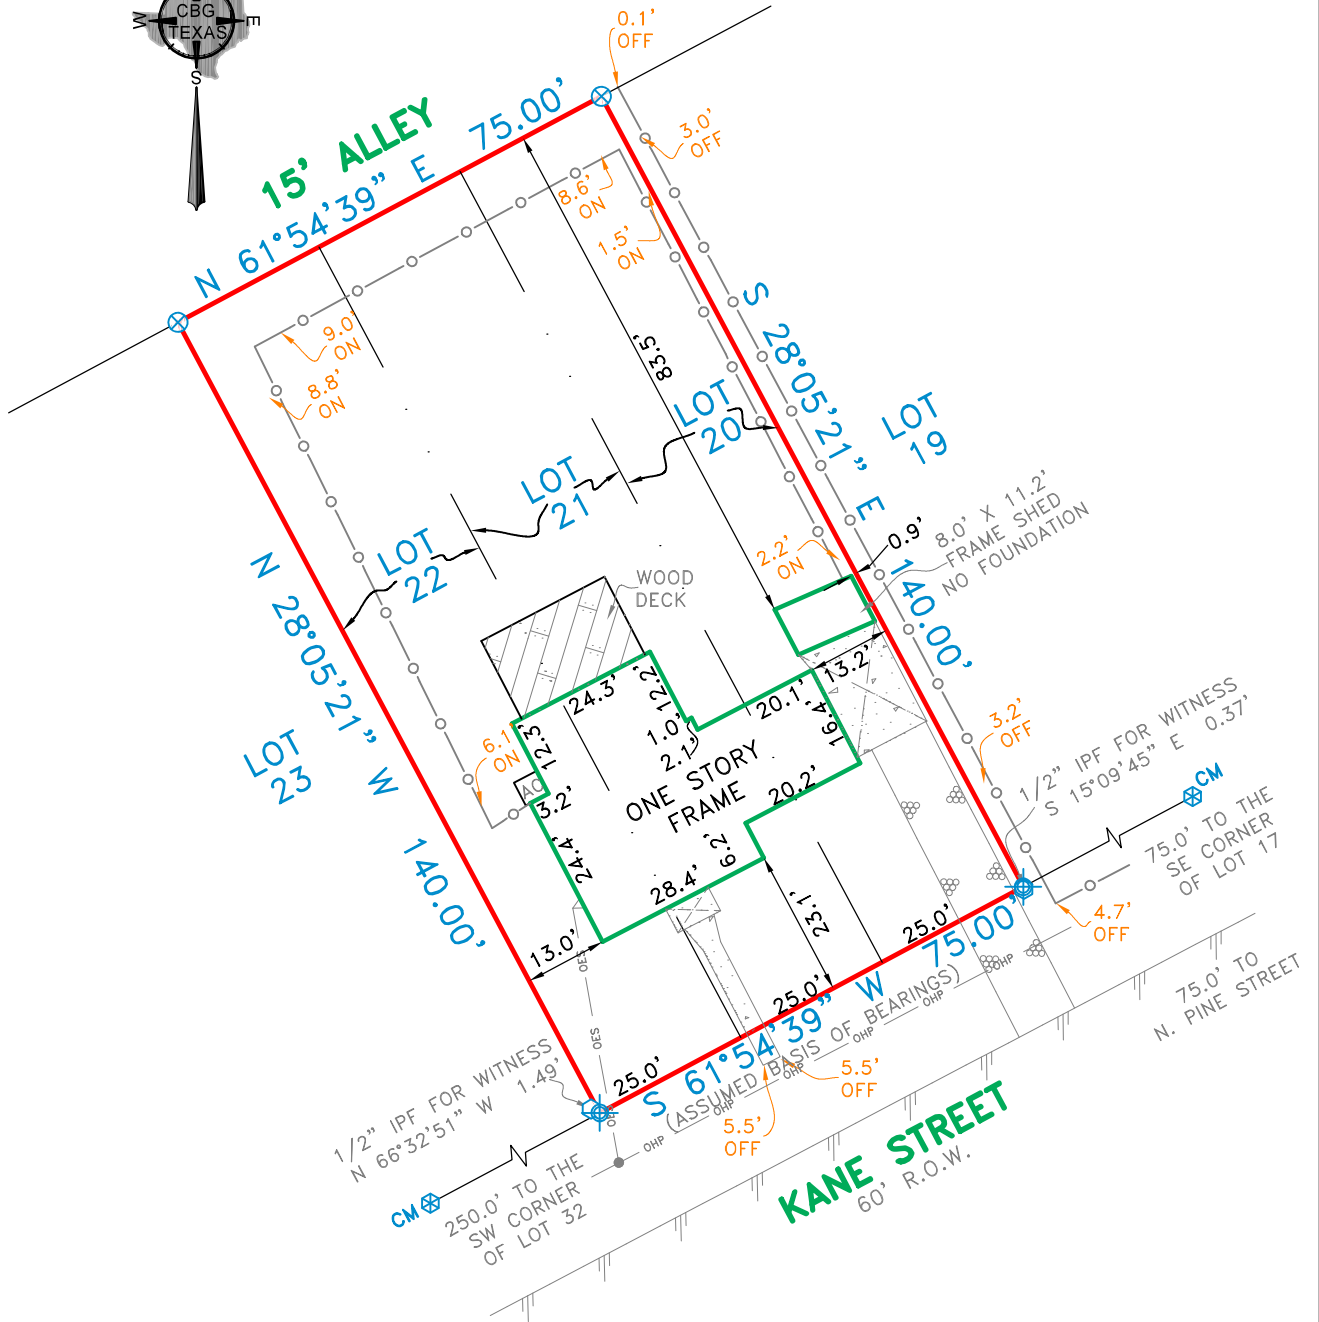 CBG
TEXAS
W
E
S
0.1'
OFF
3.0'
OFF
15' ALLEY
N 61°54'39" E 75.00'
8.6'
ON
1.5'
ON
9.0'
ON
8.8'
ON
83.5'
S 28°05'21" E 140.00'
LOT
19
LOT
20
LOT
21
LOT
22
LOT
23
N 28°05'21" W 140.00'
2.2'
ON
0.9'
8.0' X 11.2'
FRAME SHED
NO FOUNDATION
WOOD
DECK
24.3'
12.2'
1.0'
2.1'
20.1'
13.2'
16.4'
12.3'
6.1'
ON
AC
3.2'
24.4'
ONE STORY
FRAME
20.2'
6.2'
28.4'
23.1'
13.0'
3.2'
OFF
1/2" IPF FOR WITNESS
S 15°09'45" E 0.37'
CM
75.0' TO THE
SE CORNER
OF LOT 17
4.7'
OFF
75.0' TO
N. PINE STREET
25.0'
25.0'
25.0'
S 61°54'39" W 75.00'
(ASSUMED BASIS OF BEARINGS)
OES
OES
OES
OHP
OHP
OHP
OHP
OHP
OHP
5.5'
OFF
5.5'
OFF
1/2" IPF FOR WITNESS
N 66°32'51" W 1.49'
CM
250.0' TO THE
SW CORNER
OF LOT 32
KANE STREET
60' R.O.W.